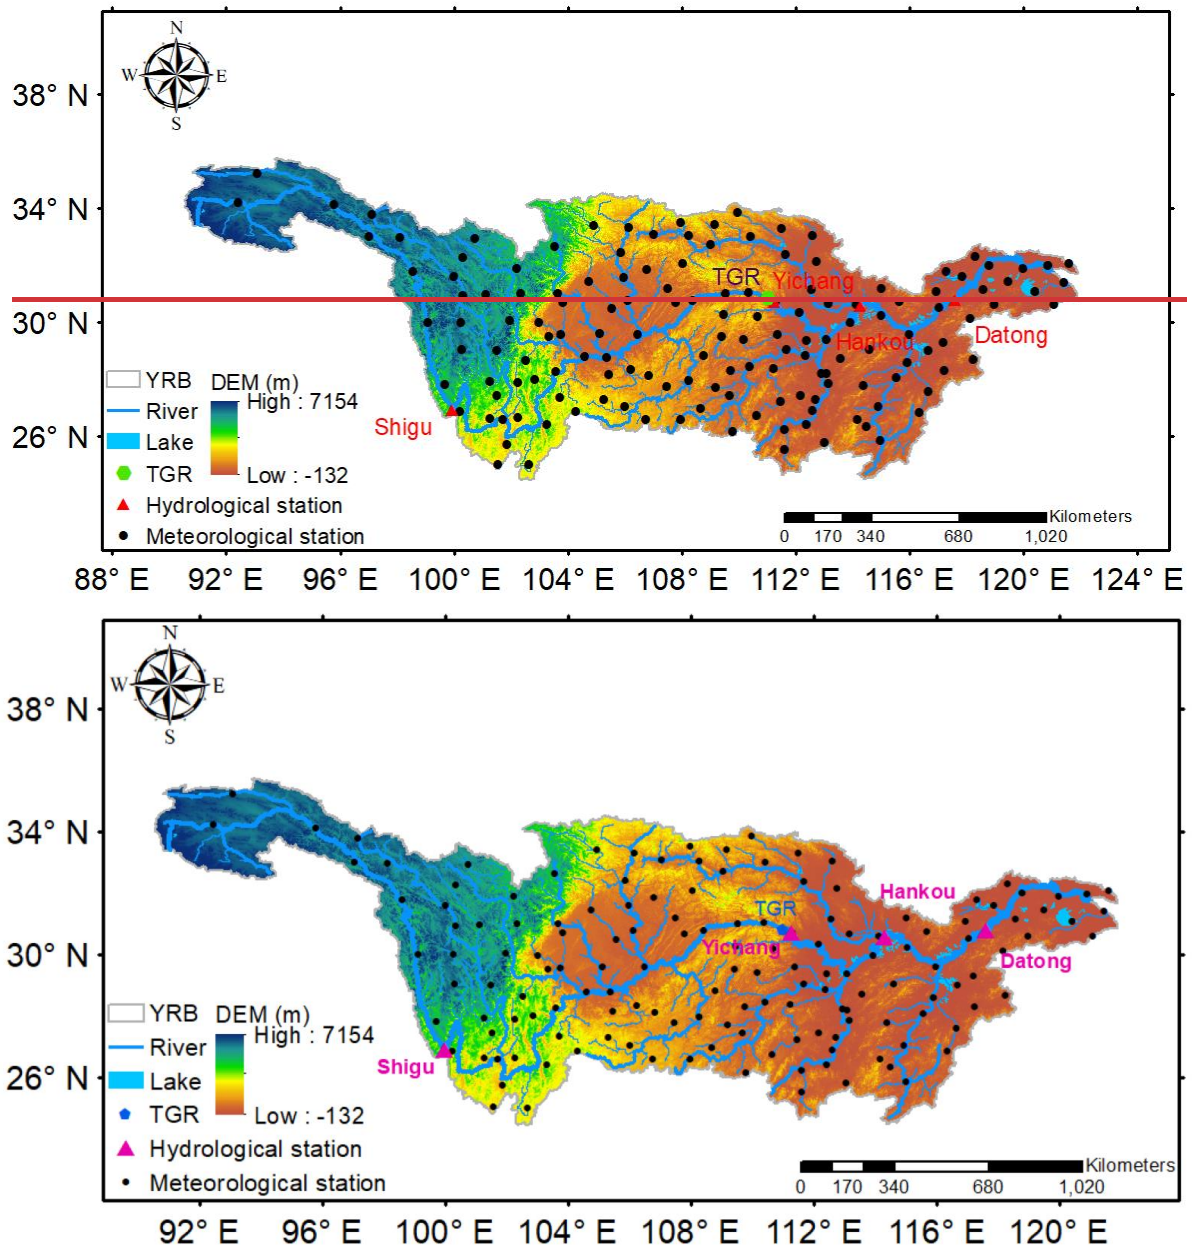 N
W E
S
38° N
34° N
30° N
26° N
TGR
Yichang
Hankou
Datong
Shigu
YRB
River
Lake
TGR
Hydrological station
Meteorological station
DEM (m)
High : 7154
Low : -132
Kilometers
0 170 340 680 1,020
88° E 92° E 96° E 100° E 104° E 108° E 112° E 116° E 120° E 124° E
N
W E
S
38° N
34° N
30° N
26° N
Hankou
TGR
Yichang
Datong
Shigu
YRB
River
Lake
TGR
Hydrological station
Meteorological station
DEM (m)
High : 7154
Low : -132
Kilometers
0 170 340 680 1,020
92° E 96° E 100° E 104° E 108° E 112° E 116° E 120° E